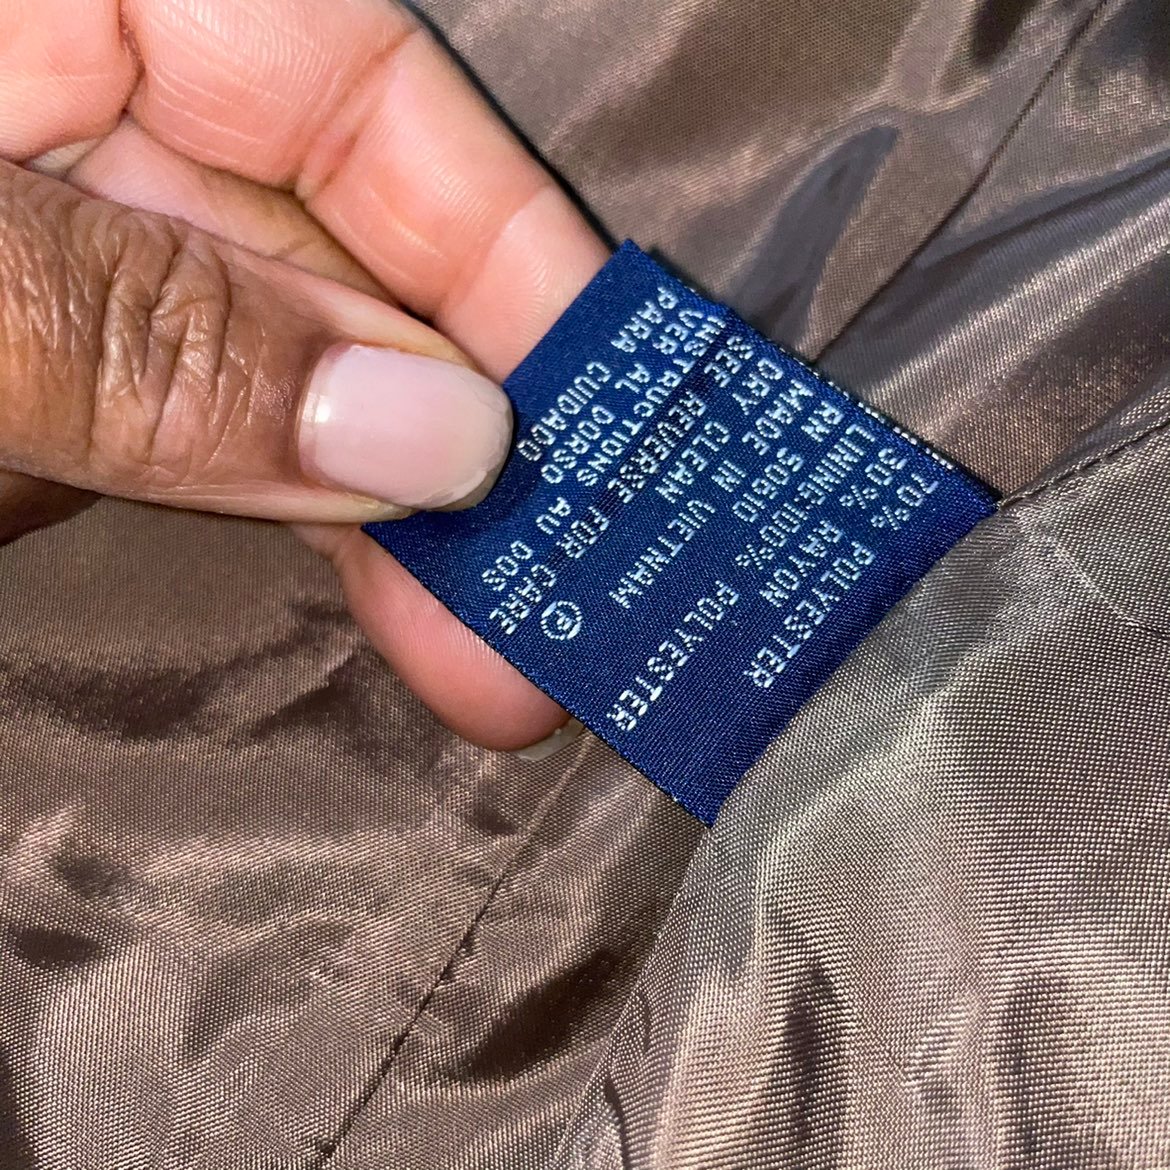 70% POLYESTER
30% RAYON
LINING:100% POLYESTER
RN 50610
MADE IN VIETNAM
DRY CLEAN
SEE REVERSE FOR CARE
INSTRUCTIONS AU DOS
VER AL DORSO
PARA CUIDADO